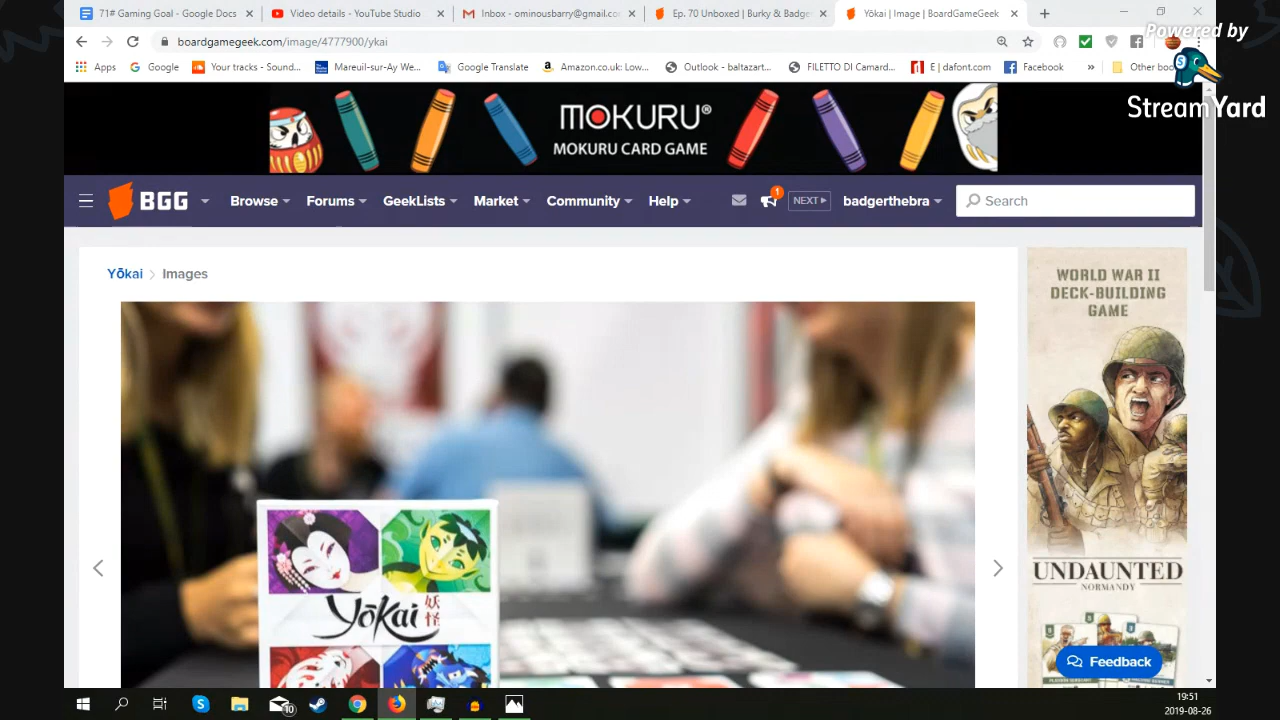 71# Gaming Goal - Google Docs
Video details - YouTube Studio
Inbox - ominousbarry@gmail.co
Ep. 70 Unboxed | Burky & Badge
Yōkai | Image | BoardGameGeek
Powered by
StreamYard
boardgamegeek.com/image/4777900/ykai
Apps
Google
Your tracks - Sound...
Mareuil-sur-Ay We...
Google Translate
Amazon.co.uk: Low...
Outlook - baltazart...
FILETTO DI Camard...
E | dafont.com
Facebook
»
Other boo
MOKURU®
MOKURU CARD GAME
BGG
Browse
Forums
GeekLists
Market
Community
Help
1
NEXT
badgerthebra
Search
Yōkai > Images
WORLD WAR II
DECK-BUILDING
GAME
Yōkai 妖怪
UNDAUNTED
NORMANDY
Feedback
10
19:51
2019-08-26